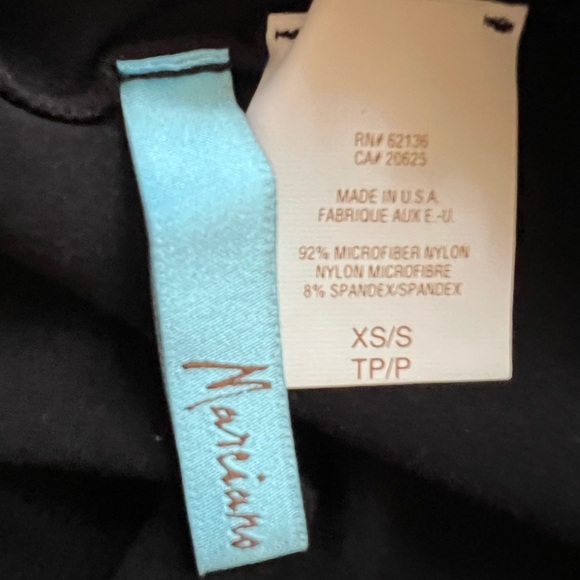 Marciano
RN# 62136
CA# 20625
MADE IN U.S.A.
FABRIQUE AUX E.-U.
92% MICROFIBER NYLON
NYLON MICROFIBRE
8% SPANDEX/SPANDEX
XS/S
TP/P